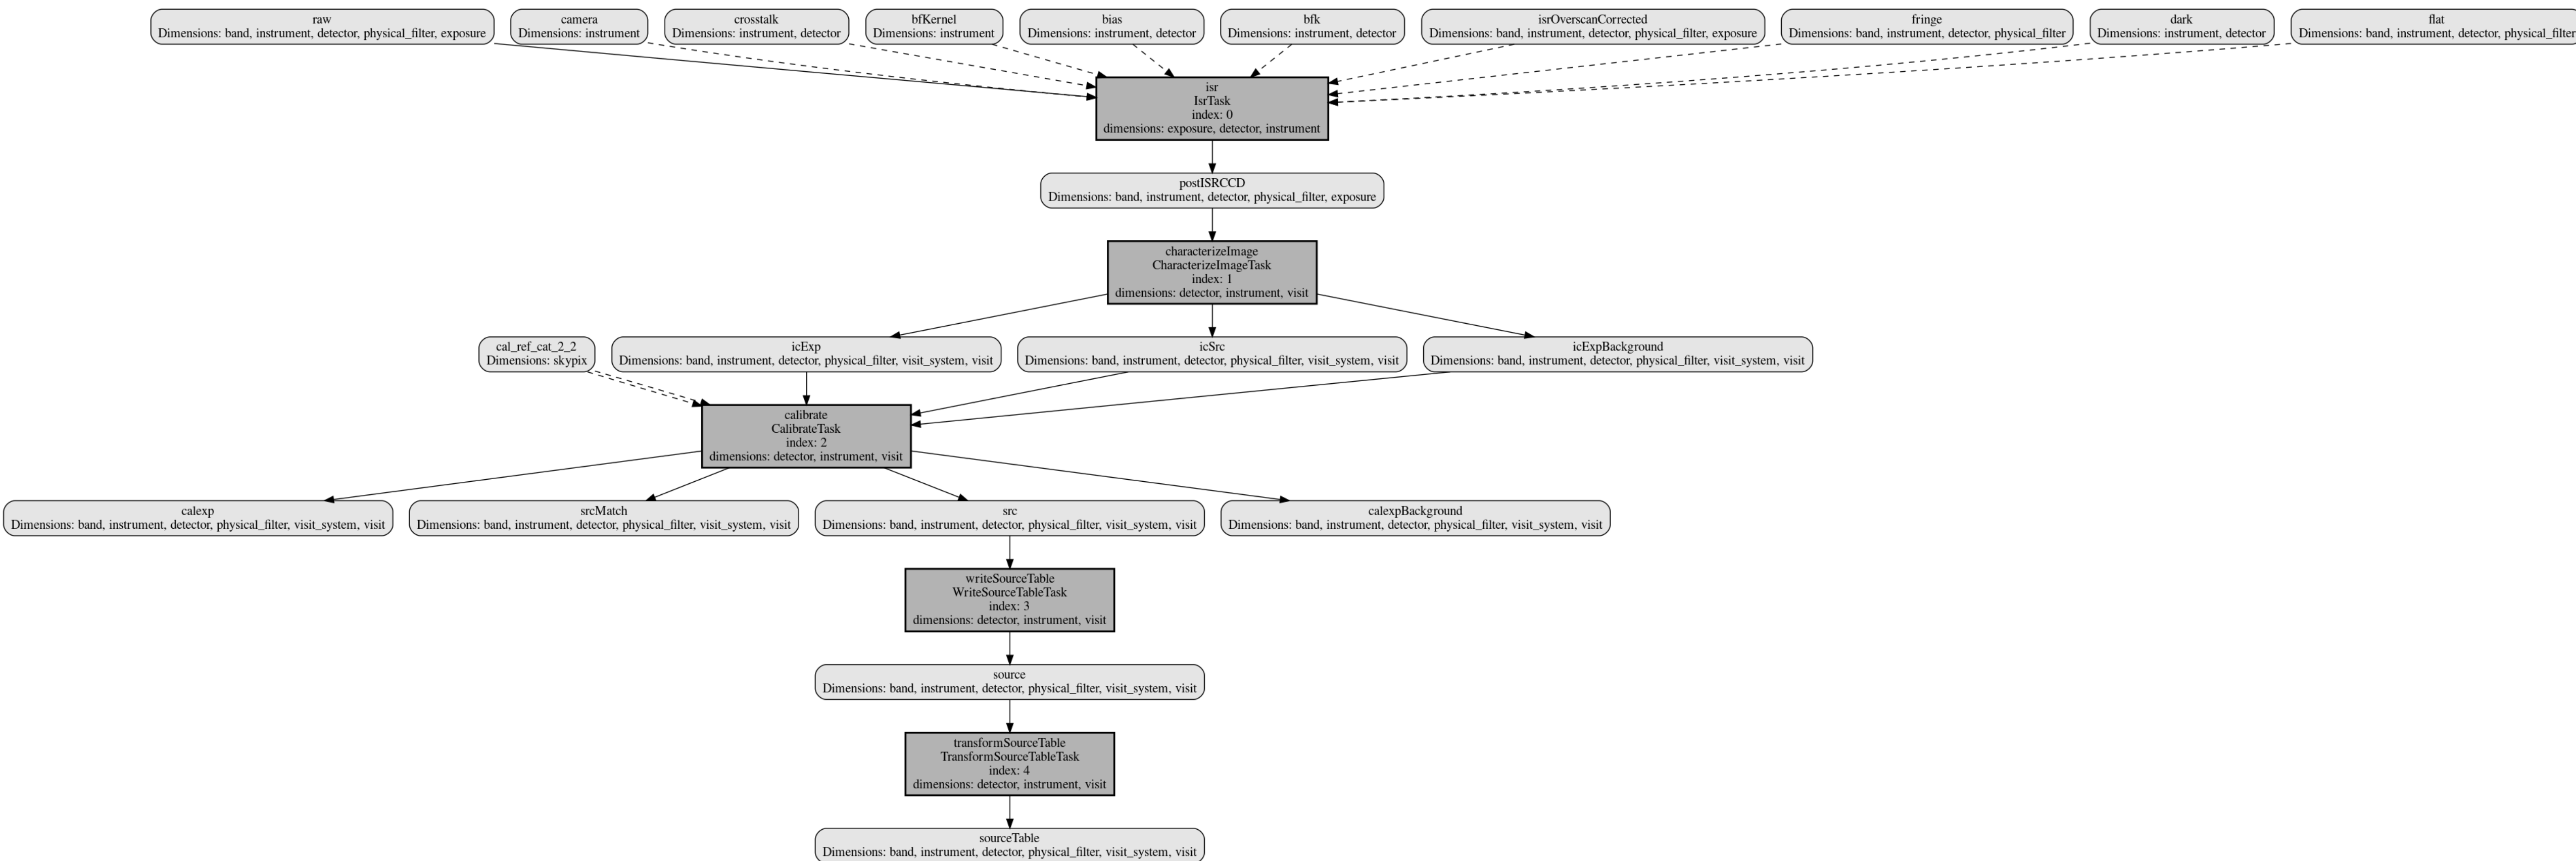 raw
Dimensions: band, instrument, detector, physical_filter, exposure
camera
Dimensions: instrument
crosstalk
Dimensions: instrument, detector
bfKernel
Dimensions: instrument
bias
Dimensions: instrument, detector
bfk
Dimensions: instrument, detector
isrOverscanCorrected
Dimensions: band, instrument, detector, physical_filter, exposure
fringe
Dimensions: band, instrument, detector, physical_filter
dark
Dimensions: instrument, detector
flat
Dimensions: band, instrument, detector, physical_filter
isr
IsrTask
index: 0
dimensions: exposure, detector, instrument
postISRCCD
Dimensions: band, instrument, detector, physical_filter, exposure
characterizeImage
CharacterizeImageTask
index: 1
dimensions: detector, instrument, visit
cal_ref_cat_2_2
Dimensions: skypix
icExp
Dimensions: band, instrument, detector, physical_filter, visit_system, visit
icSrc
Dimensions: band, instrument, detector, physical_filter, visit_system, visit
icExpBackground
Dimensions: band, instrument, detector, physical_filter, visit_system, visit
calibrate
CalibrateTask
index: 2
dimensions: detector, instrument, visit
calexp
Dimensions: band, instrument, detector, physical_filter, visit_system, visit
srcMatch
Dimensions: band, instrument, detector, physical_filter, visit_system, visit
src
Dimensions: band, instrument, detector, physical_filter, visit_system, visit
calexpBackground
Dimensions: band, instrument, detector, physical_filter, visit_system, visit
writeSourceTable
WriteSourceTableTask
index: 3
dimensions: detector, instrument, visit
source
Dimensions: band, instrument, detector, physical_filter, visit_system, visit
transformSourceTable
TransformSourceTableTask
index: 4
dimensions: detector, instrument, visit
sourceTable
Dimensions: band, instrument, detector, physical_filter, visit_system, visit